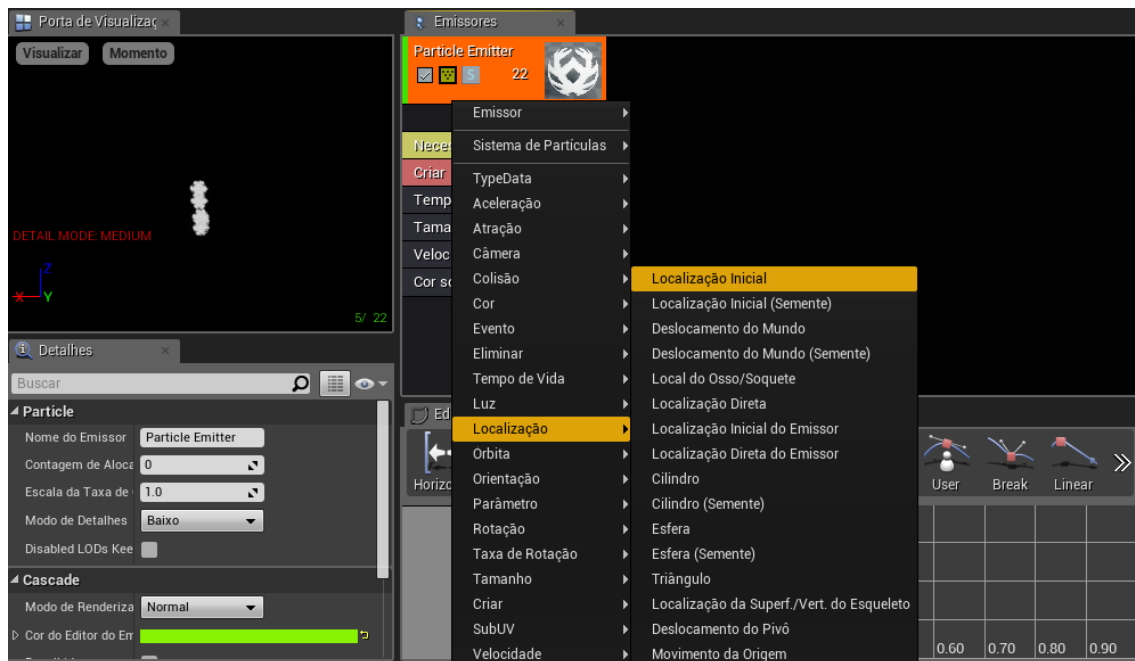 Porta de Visualizaç
Emissores
Visualizar
Momento
Particle Emitter
22
S
Emissor
Neces
Sistema de Partículas
Criar
TypeData
Temp
Aceleração
Tama
Atração
DETAIL MODE: MEDIUM
Veloc
Câmera
Z
X
Y
Cor so
Colisão
Localização Inicial
Cor
Localização Inicial (Semente)
5/ 22
Evento
Deslocamento do Mundo
Detalhes
Eliminar
Deslocamento do Mundo (Semente)
Buscar
Tempo de Vida
Local do Osso/Soquete
Particle
Ed
Luz
Localização Direta
Nome do Emissor
Particle Emitter
Localização
Localização Inicial do Emissor
Contagem de Aloca
0
Órbita
Localização Direta do Emissor
Horizo
Orientação
Cilindro
User
Break
Linear
Escala da Taxa de
1.0
Parâmetro
Cilindro (Semente)
Modo de Detalhes
Baixo
Rotação
Esfera
Disabled LODs Kee
Taxa de Rotação
Esfera (Semente)
Cascade
Tamanho
Triângulo
Modo de Renderiza
Normal
Criar
Localização da Superf./Vert. do Esqueleto
Cor do Editor do Em
SubUV
Deslocamento do Pivô
Velocidade
Movimento da Origem
0.60
0.70
0.80
0.90